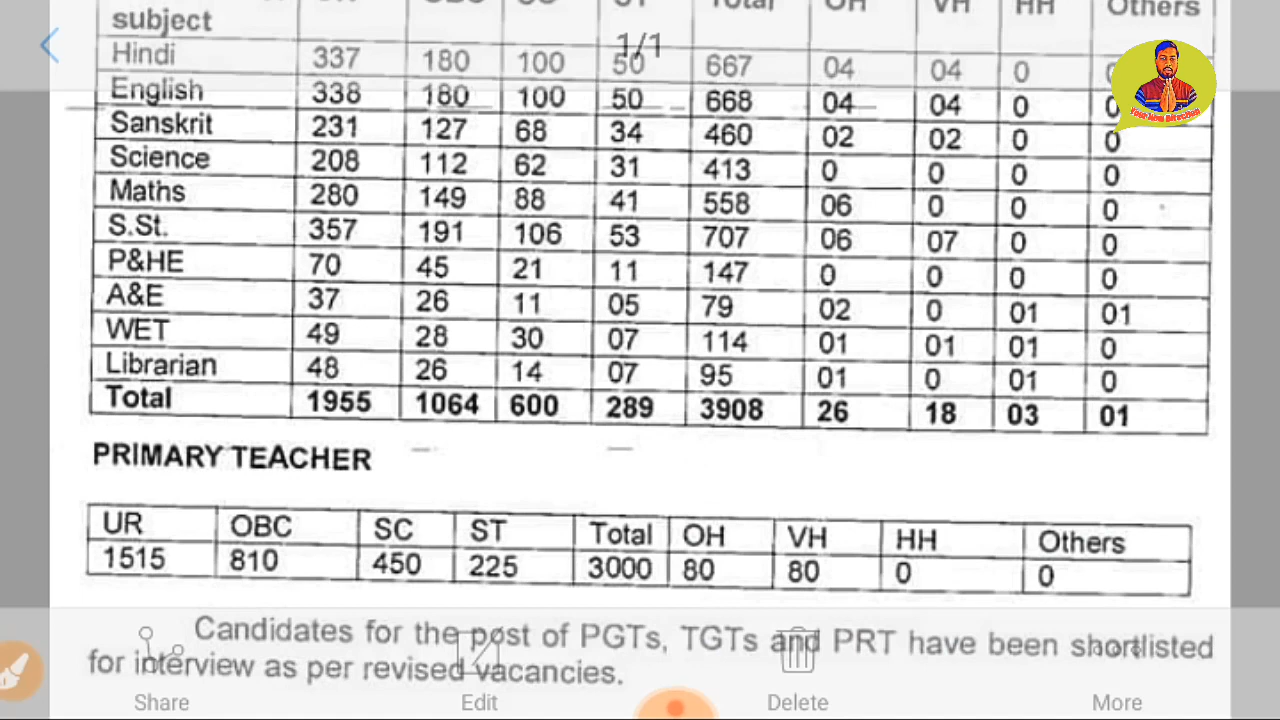 subject
1/1
Hindi 337 180 100 50 667 04 04 0
English 338 180 100 50 668 04 04 0 0
Sanskrit 231 127 68 34 460 02 02 0 0
Science 208 112 62 31 413 0 0 0 0
Maths 280 149 88 41 558 06 0 0 0
S.St. 357 191 106 53 707 06 07 0 0
P&HE 70 45 21 11 147 0 0 0 0
A&E 37 26 11 05 79 02 0 01 01
WET 49 28 30 07 114 01 01 01 0
Librarian 48 26 14 07 95 01 0 01 0
Total 1955 1064 600 289 3908 26 18 03 01
PRIMARY TEACHER
UR OBC SC ST Total OH VH HH Others
1515 810 450 225 3000 80 80 0 0
Candidates for the post of PGTs, TGTs and PRT have been shortlisted
for interview as per revised vacancies.
Share Edit Delete More